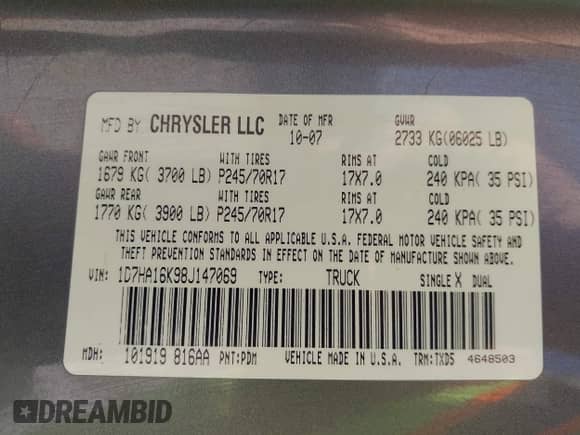 MFD BY CHRYSLER LLC DATE OF MFR GVWR
10-07 2733 KG(06025 LB)
GAWR FRONT WITH TIRES RIMS AT COLD
1679 KG( 3700 LB) P245/70R17 17X7.0 240 KPA( 35 PSI)
GAWR REAR WITH TIRES RIMS AT COLD
1770 KG( 3900 LB) P245/70R17 17X7.0 240 KPA( 35 PSI)
THIS VEHICLE CONFORMS TO ALL APPLICABLE U.S.A. FEDERAL MOTOR VEHICLE SAFETY AND
THEFT PREVENTION STANDARDS IN EFFECT ON THE DATE OF MANUFACTURE SHOWN ABOVE.
VIN: 1D7HA16K98J147069 TYPE: TRUCK SINGLE X DUAL
MDH: 101919 816AA PNT:PDM VEHICLE MADE IN U.S.A. TRM:TXD5 4648503
DREAMBID